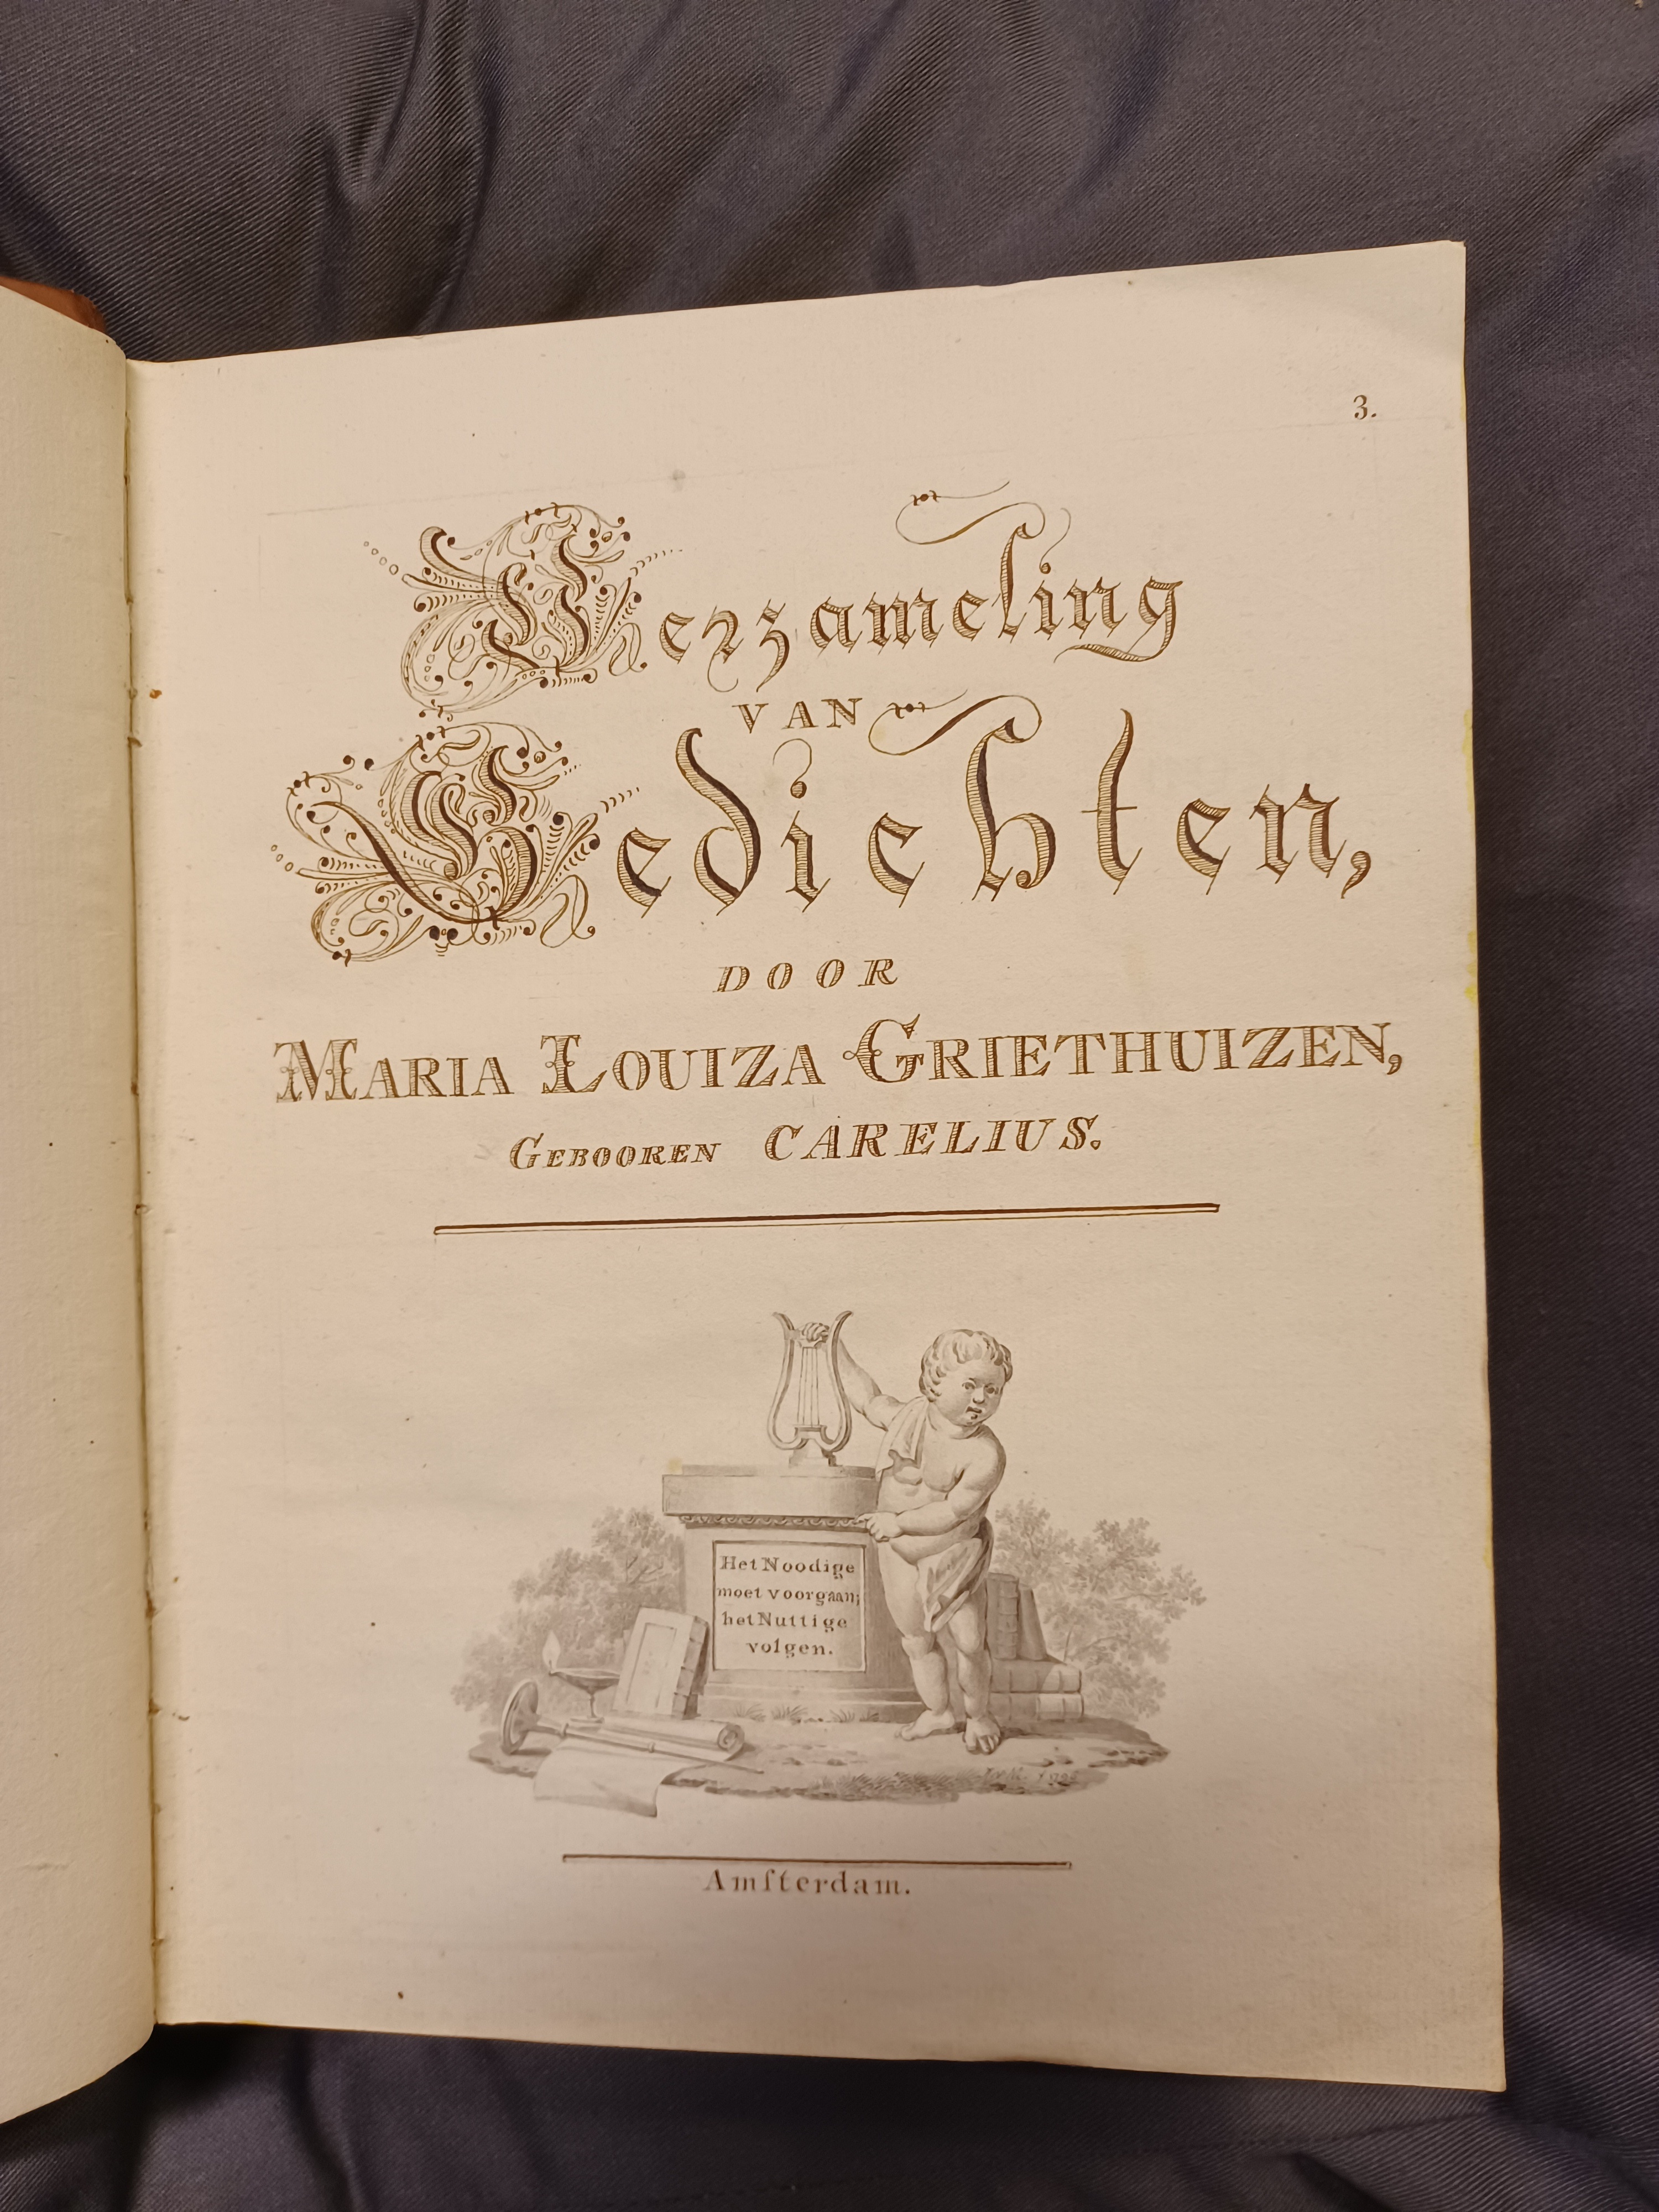 3.
Verzameling
VAN
Gedichten,
DOOR
MARIA LOUIZA GRIETHUIZEN,
GEBOOREN CARELIUS.
Het Noodige
moet voorgaan;
het Nuttige
volgen.
Amſterdam.